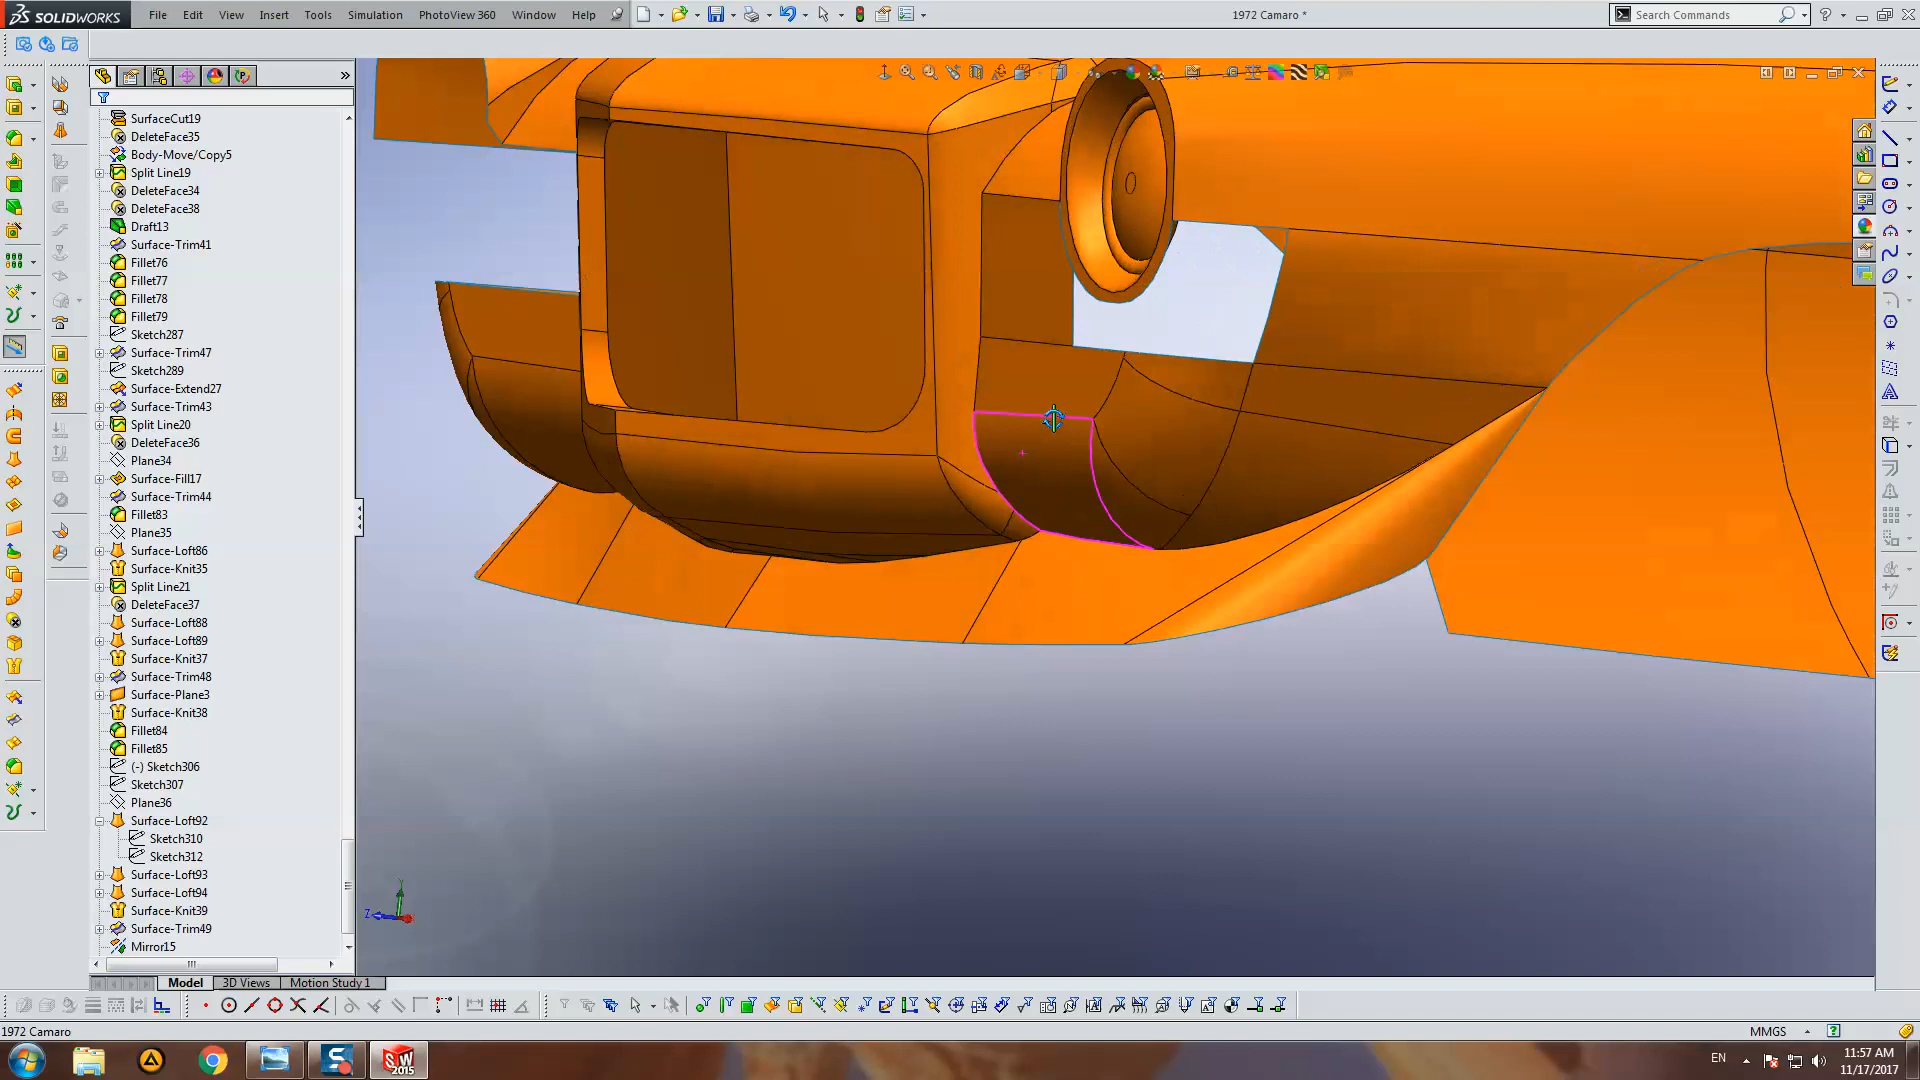 SOLIDWORKS
File Edit View Insert Tools Simulation PhotoView 360 Window Help
1972 Camaro *
Search Commands
SurfaceCut19
DeleteFace35
Body-Move/Copy5
Split Line19
DeleteFace34
DeleteFace38
Draft13
Surface-Trim41
Fillet76
Fillet77
Fillet78
Fillet79
Sketch287
Surface-Trim47
Sketch289
Surface-Extend27
Surface-Trim43
Split Line20
DeleteFace36
Plane34
Surface-Fill17
Surface-Trim44
Fillet83
Plane35
Surface-Loft86
Surface-Knit35
Split Line21
DeleteFace37
Surface-Loft88
Surface-Loft89
Surface-Knit37
Surface-Trim48
Surface-Plane3
Surface-Knit38
Fillet84
Fillet85
(-) Sketch306
Sketch307
Plane36
Surface-Loft92
Sketch310
Sketch312
Surface-Loft93
Surface-Loft94
Surface-Knit39
Surface-Trim49
Mirror15
Y
Z
Model 3D Views Motion Study 1
1972 Camaro
MMGS
EN
11:57 AM
11/17/2017
SW
2015